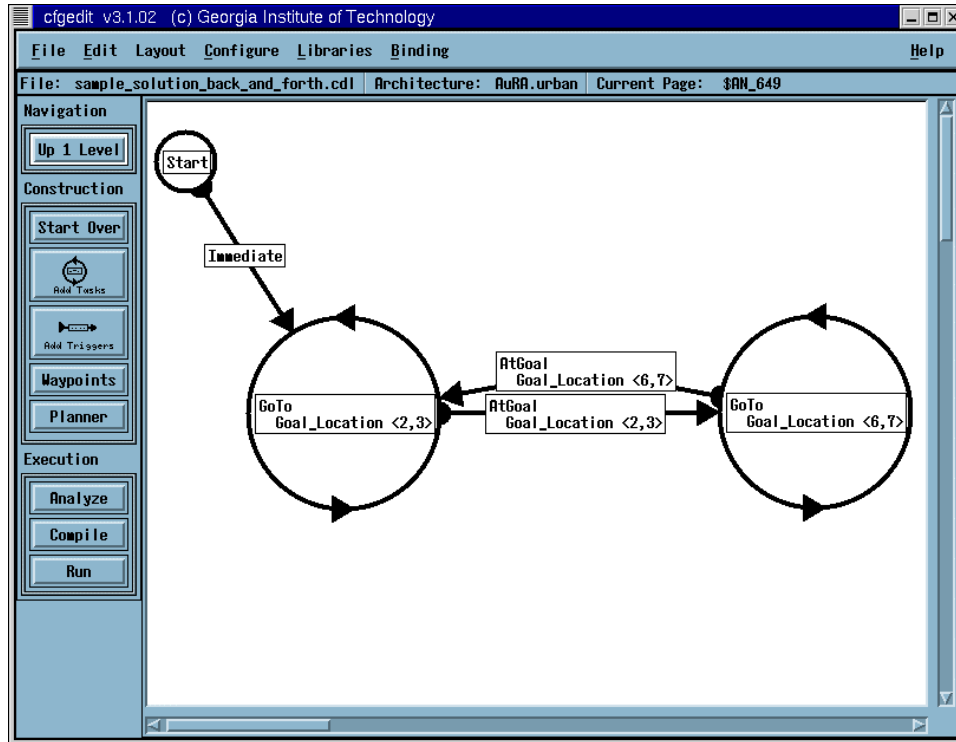 cfgedit v3.1.02 (c) Georgia Institute of Technology
File Edit Layout Configure Libraries Binding Help
File: sample_solution_back_and_forth.cdl Architecture: AuRA.urban Current Page: $AN_649
Navigation
Up 1 Level
Construction
Start Over
Add Tasks
Add Triggers
Waypoints
Planner
Execution
Analyze
Compile
Run
Start
Immediate
AtGoal
Goal_Location <6,7>
GoTo
Goal_Location <2,3>
AtGoal
Goal_Location <2,3>
GoTo
Goal_Location <6,7>